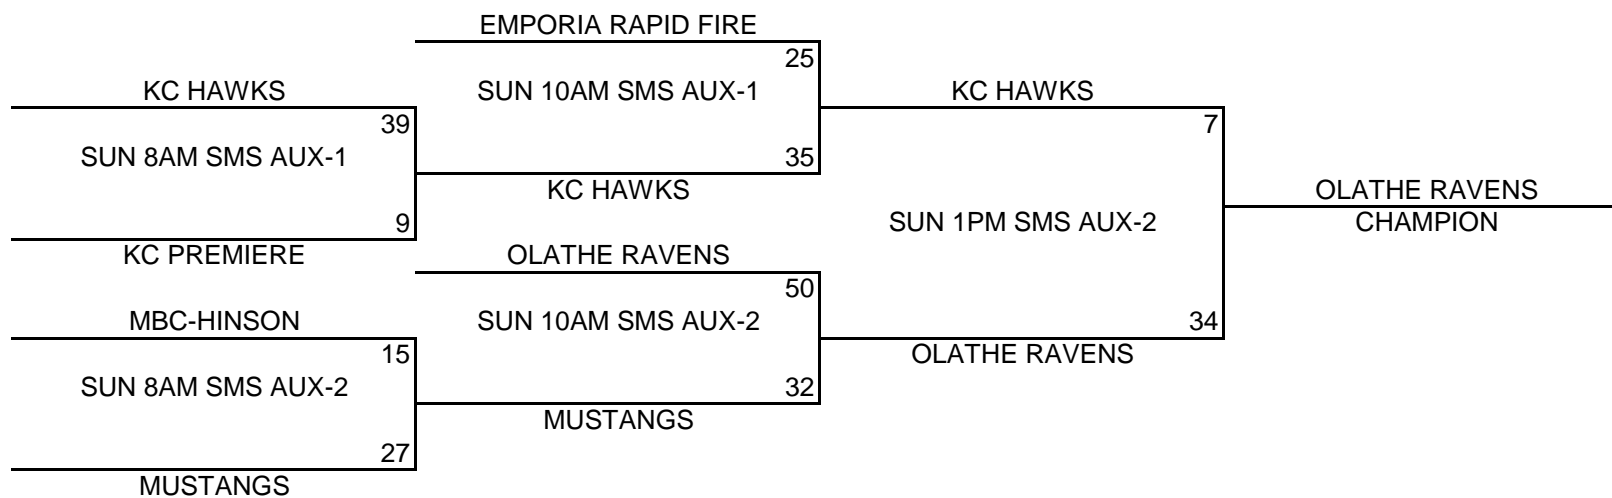 EMPORIA RAPID FIRE
25
KC HAWKS
SUN 10AM SMS AUX-1
KC HAWKS
39
7
SUN 8AM SMS AUX-1
35
KC HAWKS
OLATHE RAVENS
9
SUN 1PM SMS AUX-2
CHAMPION
KC PREMIERE
OLATHE RAVENS
50
MBC-HINSON
SUN 10AM SMS AUX-2
34
15
OLATHE RAVENS
SUN 8AM SMS AUX-2
32
MUSTANGS
27
MUSTANGS